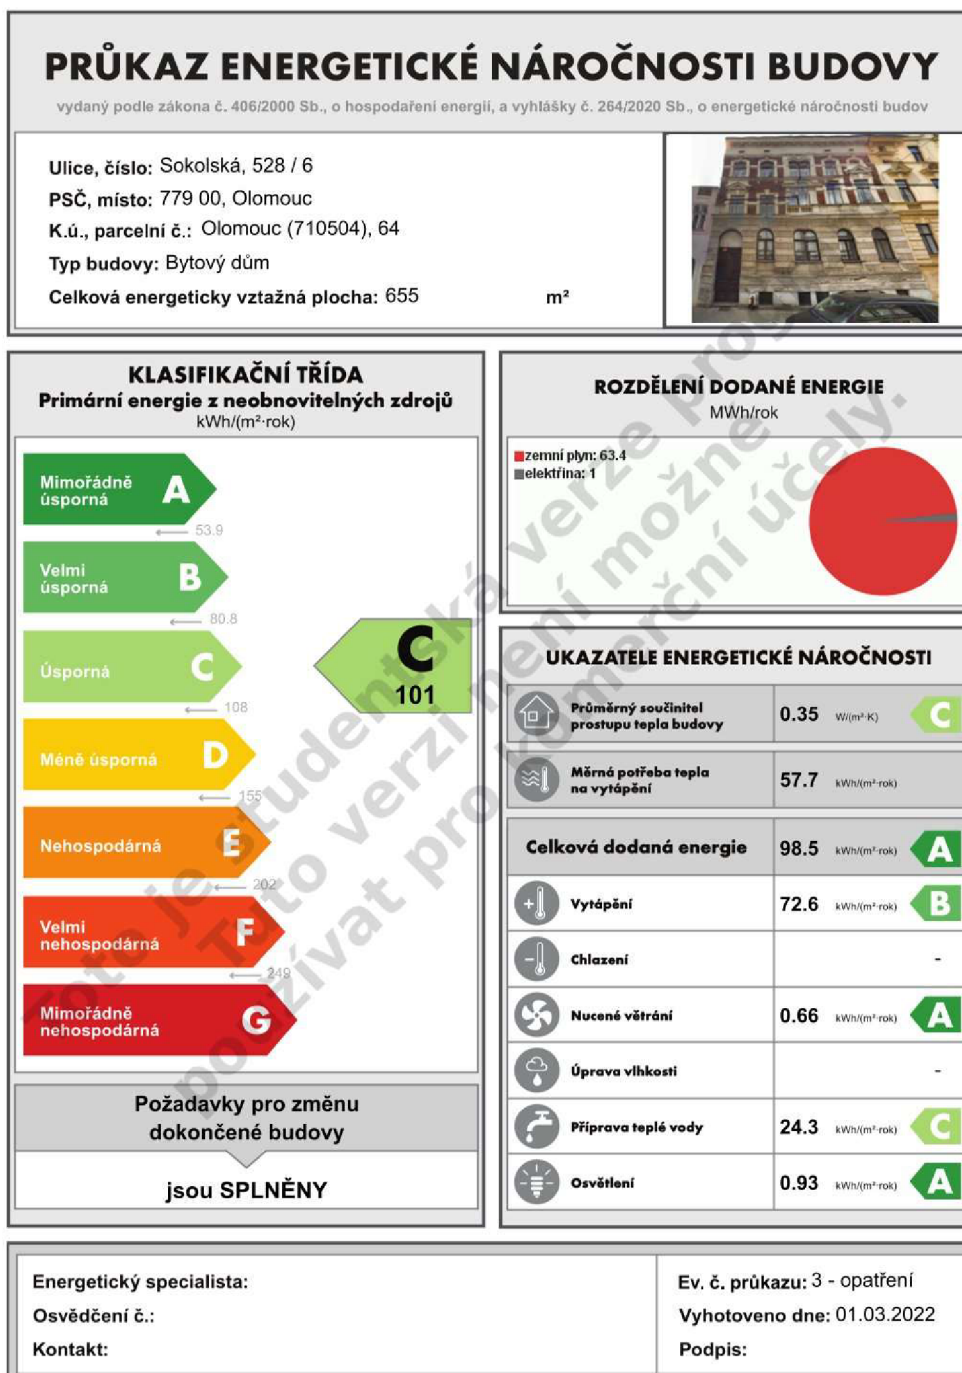 PRŮKAZ ENERGETICKÉ NÁROČNOSTI BUDOVY
vydaný podle zákona č. 406/2000 Sb., o hospodaření energií, a vyhlášky č. 264/2020 Sb., o energetické náročnosti budov
Ulice, číslo: Sokolská, 528 / 6
PSČ, místo: 779 00, Olomouc
K.ú., parcelní č.: Olomouc (710504), 64
Typ budovy: Bytový dům
Celková energeticky vztažná plocha: 655 m²
KLASIFIKAČNÍ TŘÍDA
Primární energie z neobnovitelných zdrojů
kWh/(m²·rok)
Mimořádně
úsporná A
53.9
Velmi
úsporná B
80.8
Úsporná C
108
Méně úsporná D
155
Nehospodárná E
202
Velmi
nehospodárná F
249
Mimořádně
nehospodárná G
C
101
Požadavky pro změnu
dokončené budovy
jsou SPLNĚNY
ROZDĚLENÍ DODANÉ ENERGIE
MWh/rok
zemní plyn: 63.4
elektřina: 1
UKAZATELE ENERGETICKÉ NÁROČNOSTI
Průměrný součinitel
prostupu tepla budovy 0.35 W/(m²·K) C
Měrná potřeba tepla
na vytápění 57.7 kWh/(m²·rok)
Celková dodaná energie 98.5 kWh/(m²·rok) A
Vytápění 72.6 kWh/(m²·rok) B
Chlazení -
Nucené větrání 0.66 kWh/(m²·rok) A
Úprava vlhkosti -
Příprava teplé vody 24.3 kWh/(m²·rok) C
Osvětlení 0.93 kWh/(m²·rok) A
Toto je studentská verze prog
Tuto verzi není možné
používat pro komerční účely.
Energetický specialista:
Osvědčení č.:
Kontakt:
Ev. č. průkazu: 3 - opatření
Vyhotoveno dne: 01.03.2022
Podpis: